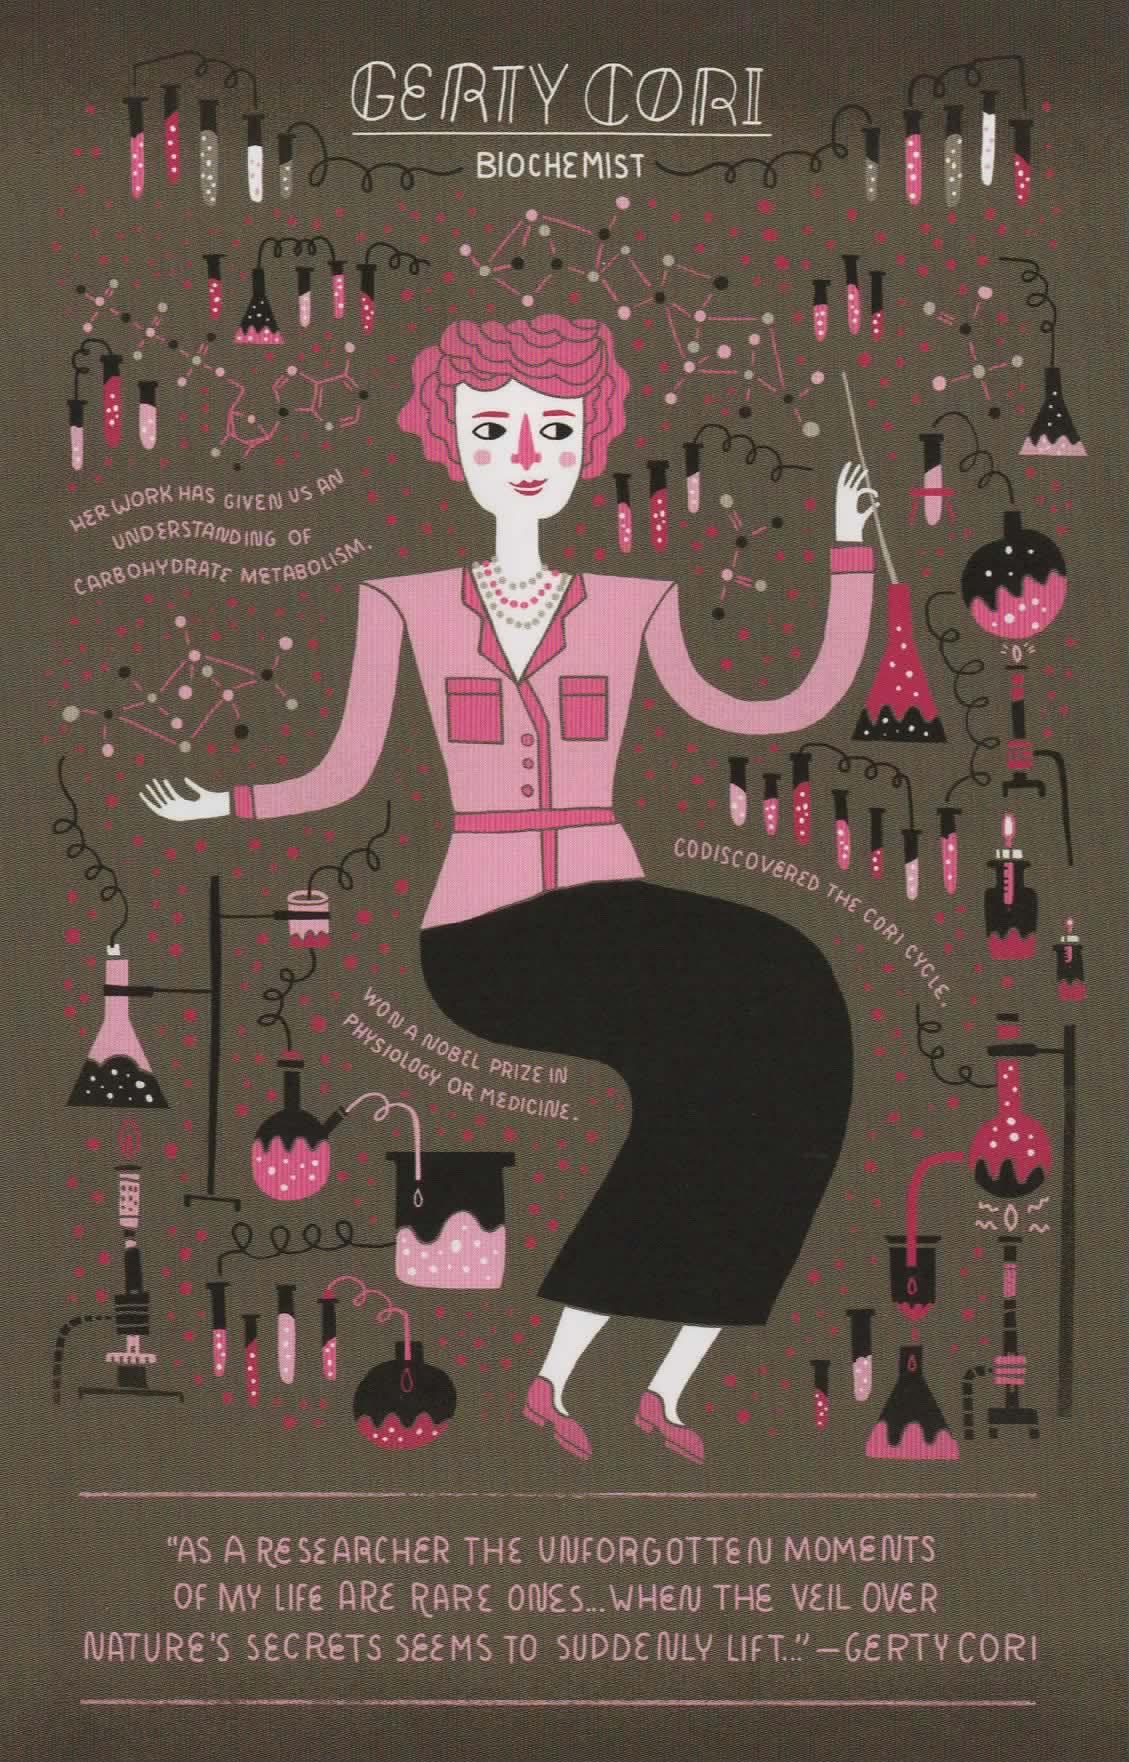 GERTY CORI
BIOCHEMIST
HER WORK HAS GIVEN US AN
UNDERSTANDING OF
CARBOHYDRATE METABOLISM.
CODISCOVERED THE CORI CYCLE.
WON A NOBEL PRIZE IN
PHYSIOLOGY OR MEDICINE.
"AS A RESEARCHER THE UNFORGOTTEN MOMENTS
OF MY LIFE ARE RARE ONES...WHEN THE VEIL OVER
NATURE'S SECRETS SEEMS TO SUDDENLY LIFT..." —GERTY CORI